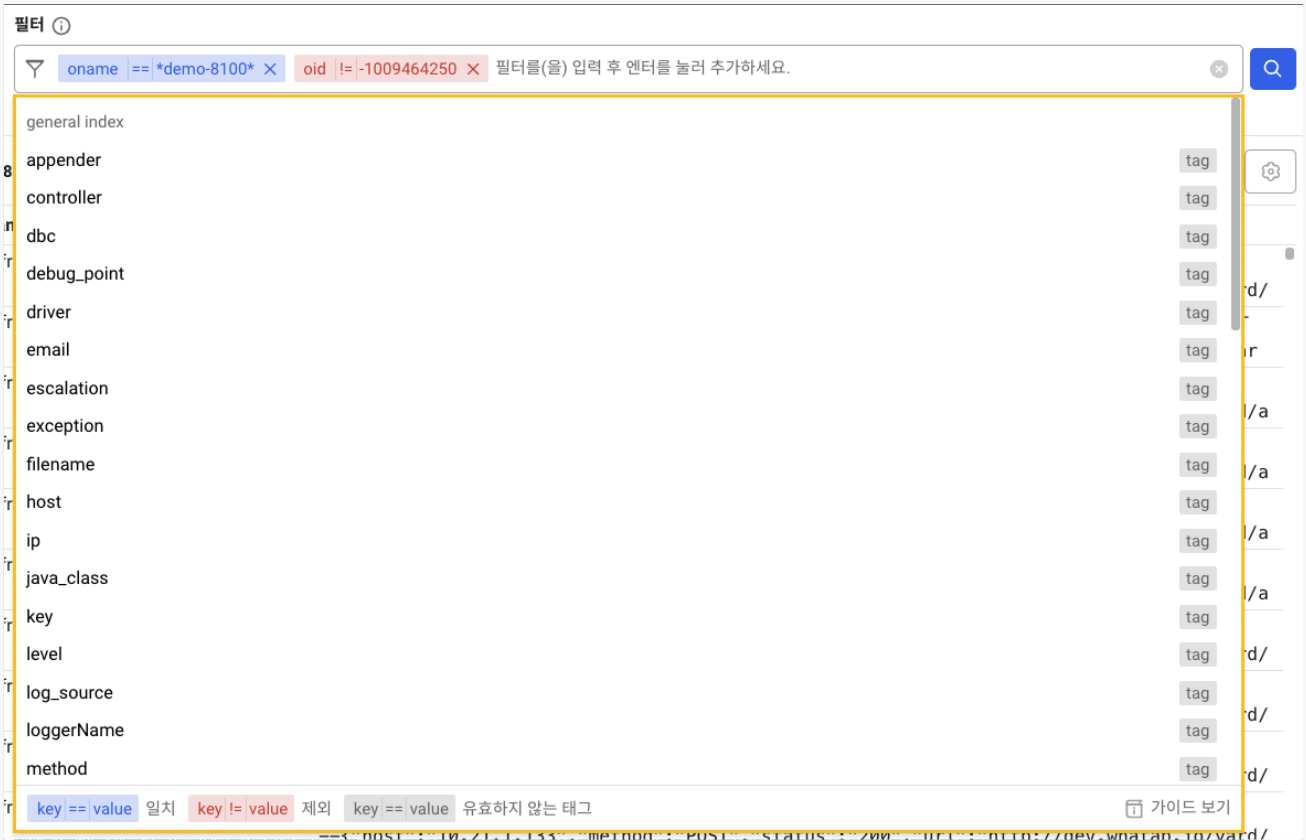 필터
oname == *demo-8100* oid != -1009464250 필터를(을) 입력 후 엔터를 눌러 추가하세요.
general index
appender tag
controller tag
dbc tag
debug_point tag
driver tag
email tag
escalation tag
exception tag
filename tag
host tag
ip tag
java_class tag
key tag
level tag
log_source tag
loggerName tag
method tag
key == value 일치 key != value 제외 key == value 유효하지 않는 태그 가이드 보기